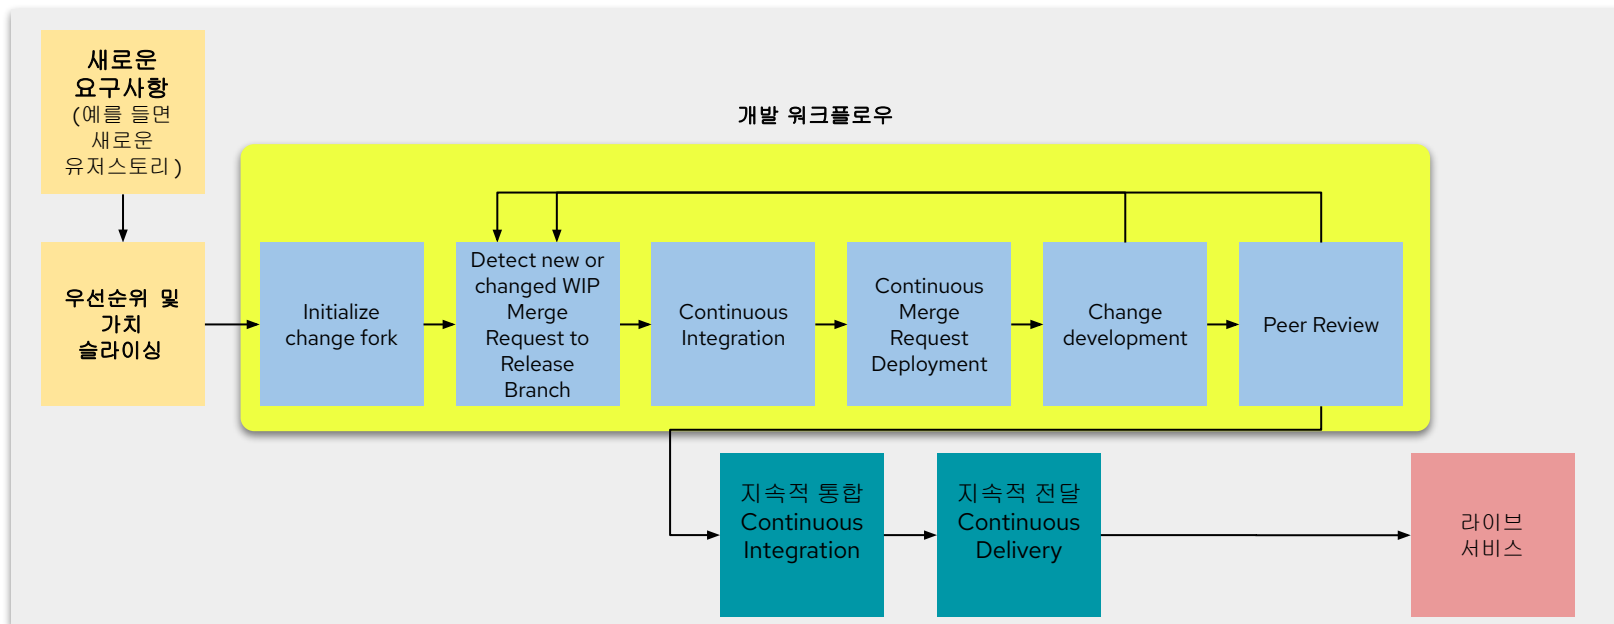 새로운
요구사항
(예를 들면
새로운
유저스토리)
개발 워크플로우
우선순위 및
가치
슬라이싱
Initialize
change fork
Detect new or
changed WIP
Merge
Request to
Release
Branch
Continuous
Integration
Continuous
Merge
Request
Deployment
Change
development
Peer Review
지속적 통합
Continuous
Integration
지속적 전달
Continuous
Delivery
라이브
서비스